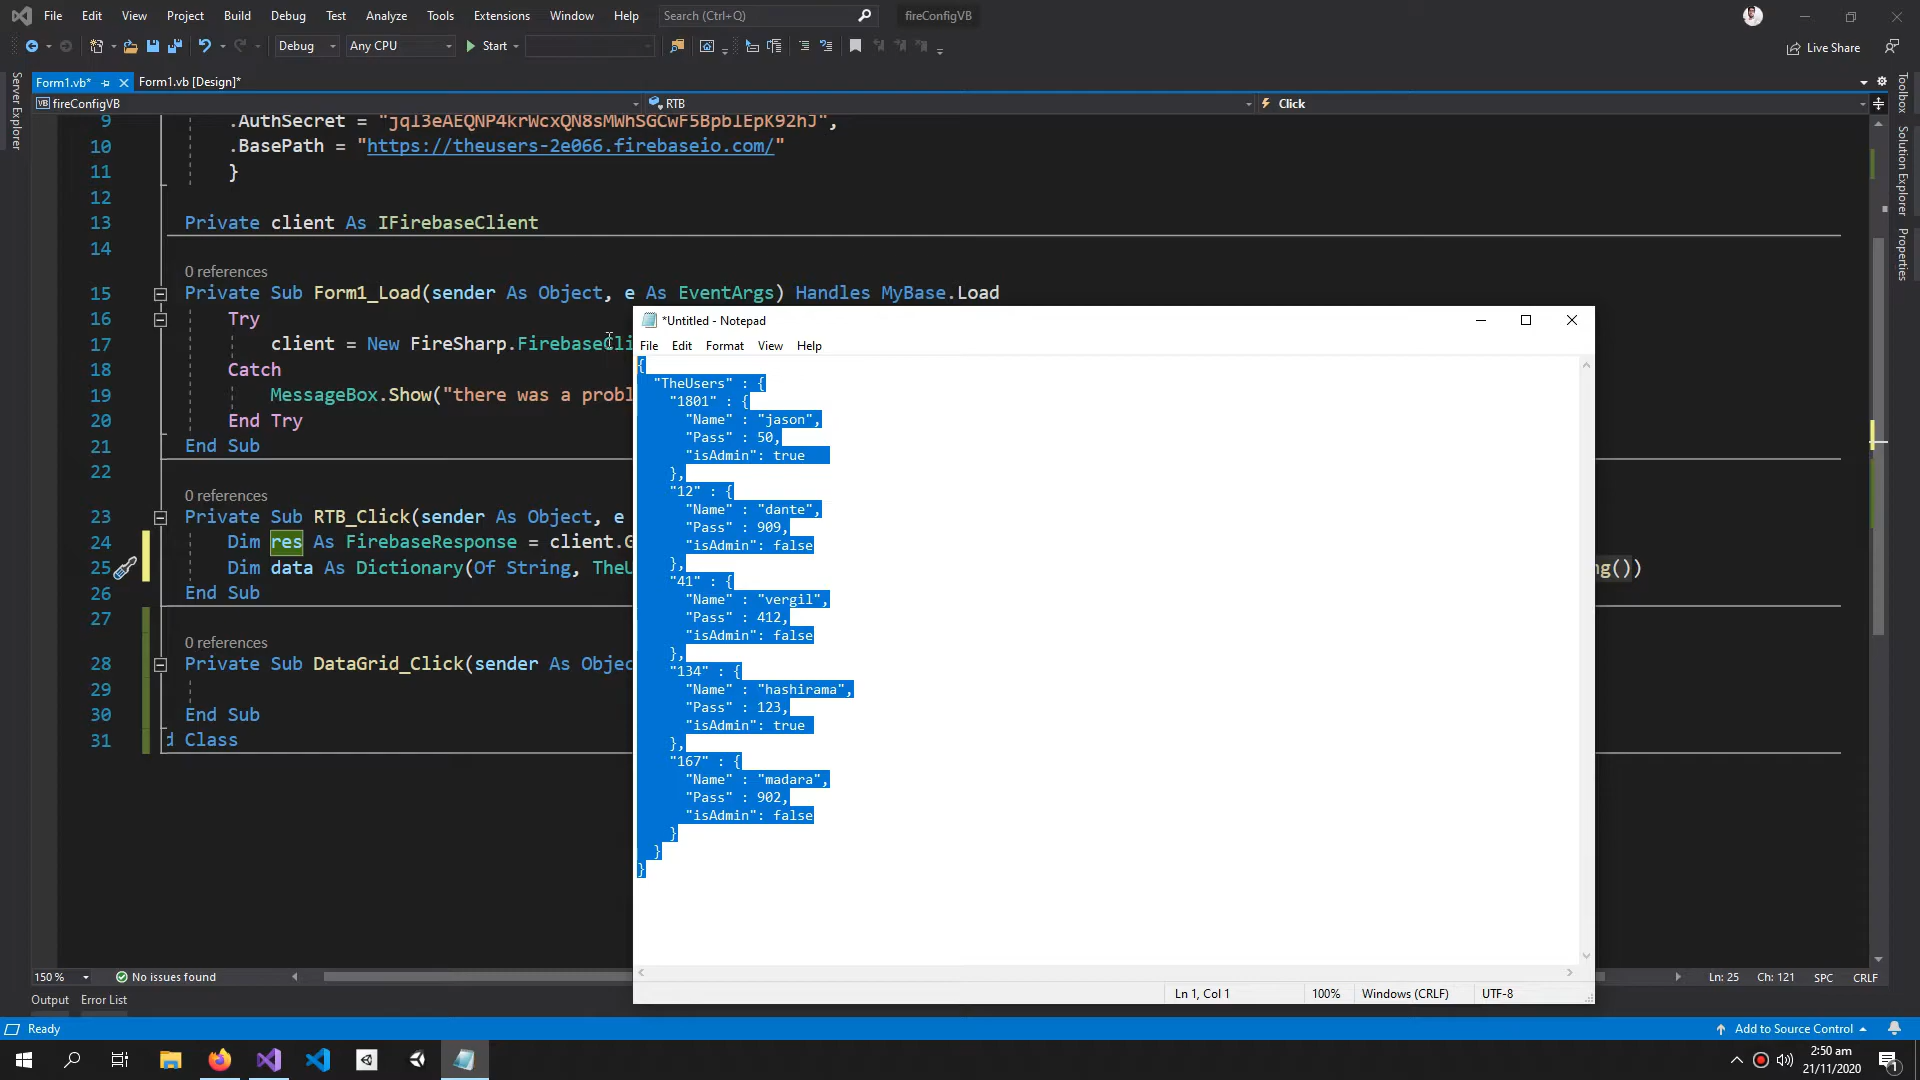 File Edit View Project Build Debug Test Analyze Tools Extensions Window Help Search (Ctrl+Q) fireConfigVB
Debug Any CPU Start Live Share
Form1.vb* Form1.vb [Design]*
fireConfigVB RTB Click
Server Explorer
Toolbox
Solution Explorer
Properties
9 .AuthSecret =
10 .BasePath = "https://theusers-2e066.firebaseio.com/"
11 }
12
13 Private client As IFirebaseClient
14
0 references
15 Private Sub Form1_Load(sender As Object, e As EventArgs) Handles MyBase.Load
16 Try
17 client = New FireSharp.FirebaseCli
18 Catch
19 MessageBox.Show("there was a probl
20 End Try
21 End Sub
22
0 references
23 Private Sub RTB_Click(sender As Object, e
24 Dim res As FirebaseResponse = client.G
25 Dim data As Dictionary(Of String, TheU ng())
26 End Sub
27
0 references
28 Private Sub DataGrid_Click(sender As Objec
29
30 End Sub
31 d Class
*Untitled - Notepad
File Edit Format View Help
{
"TheUsers" : {
"1801" : {
"Name" : "jason",
"Pass" : 50,
"isAdmin": true
},
"12" : {
"Name" : "dante",
"Pass" : 909,
"isAdmin": false
},
"41" : {
"Name" : "vergil",
"Pass" : 412,
"isAdmin": false
},
"134" : {
"Name" : "hashirama",
"Pass" : 123,
"isAdmin": true
},
"167" : {
"Name" : "madara",
"Pass" : 902,
"isAdmin": false
}
}
}
Ln 1, Col 1 100% Windows (CRLF) UTF-8
150 % No issues found Ln: 25 Ch: 121 SPC CRLF
Output Error List
Ready Add to Source Control
2:50 am
21/11/2020
1